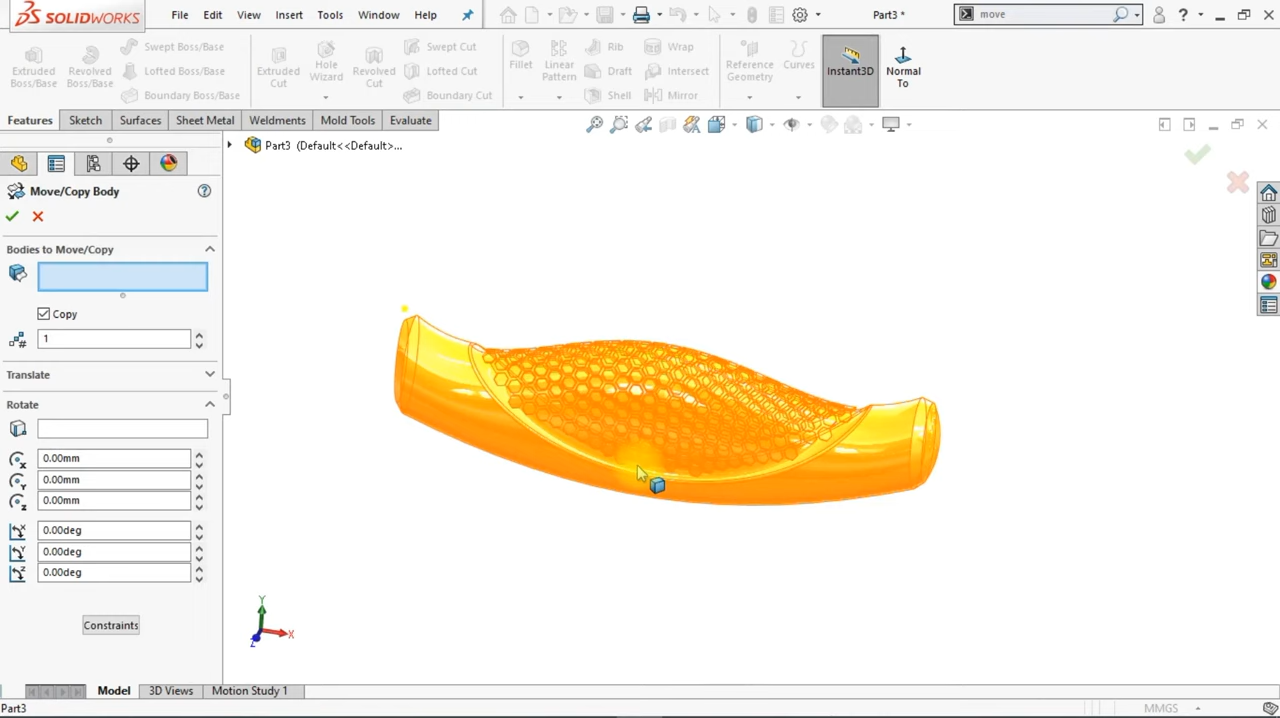 SOLIDWORKS File Edit View Insert Tools Window Help Part3 * move ?
Extruded Boss/Base
Revolved Boss/Base
Swept Boss/Base
Lofted Boss/Base
Boundary Boss/Base
Extruded Cut
Hole Wizard
Revolved Cut
Swept Cut
Lofted Cut
Boundary Cut
Fillet
Linear Pattern
Rib
Draft
Shell
Wrap
Intersect
Mirror
Reference Geometry
Curves
Instant3D
Normal To
Features Sketch Surfaces Sheet Metal Weldments Mold Tools Evaluate
Part3 (Default<<Default>...
Move/Copy Body ?
Bodies to Move/Copy
Copy
1
Translate
Rotate
0.00mm
0.00mm
0.00mm
0.00deg
0.00deg
0.00deg
Constraints
Y
X
Z
Model 3D Views Motion Study 1
Part3 MMGS